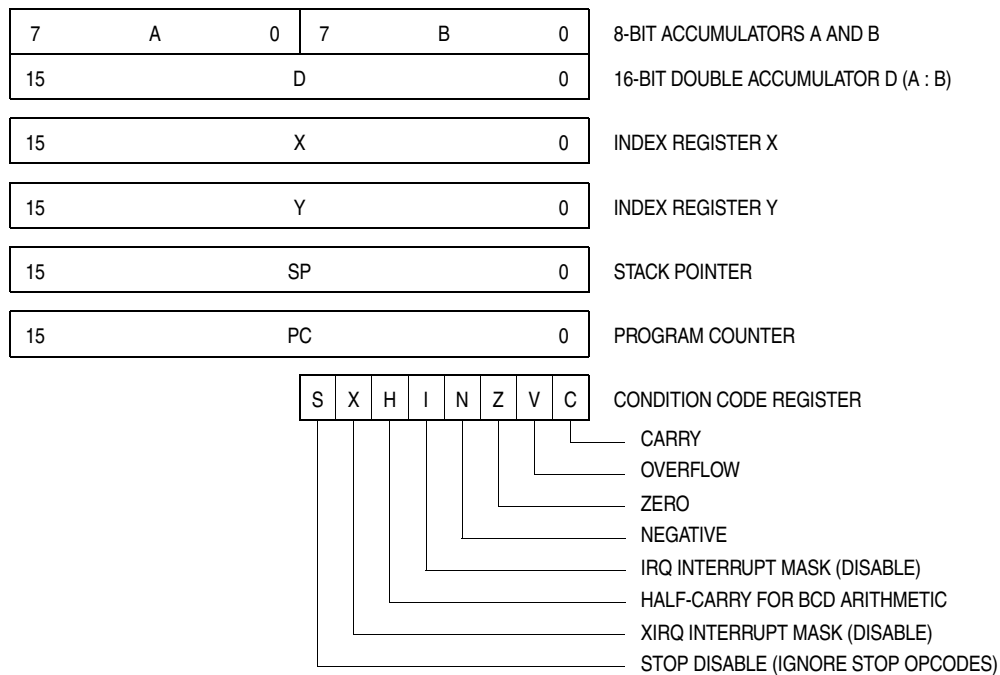 7 A 0 7 B 0 8-BIT ACCUMULATORS A AND B
15 D 0 16-BIT DOUBLE ACCUMULATOR D (A : B)
15 X 0 INDEX REGISTER X
15 Y 0 INDEX REGISTER Y
15 SP 0 STACK POINTER
15 PC 0 PROGRAM COUNTER
S X H I N Z V C CONDITION CODE REGISTER
CARRY
OVERFLOW
ZERO
NEGATIVE
IRQ INTERRUPT MASK (DISABLE)
HALF-CARRY FOR BCD ARITHMETIC
XIRQ INTERRUPT MASK (DISABLE)
STOP DISABLE (IGNORE STOP OPCODES)